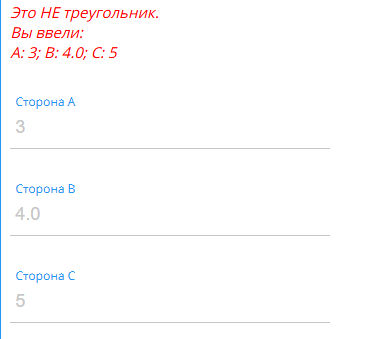 Это НЕ треугольник.
Вы ввели:
А: 3; В: 4.0; С: 5
Сторона А
3
Сторона В
4.0
Сторона С
5